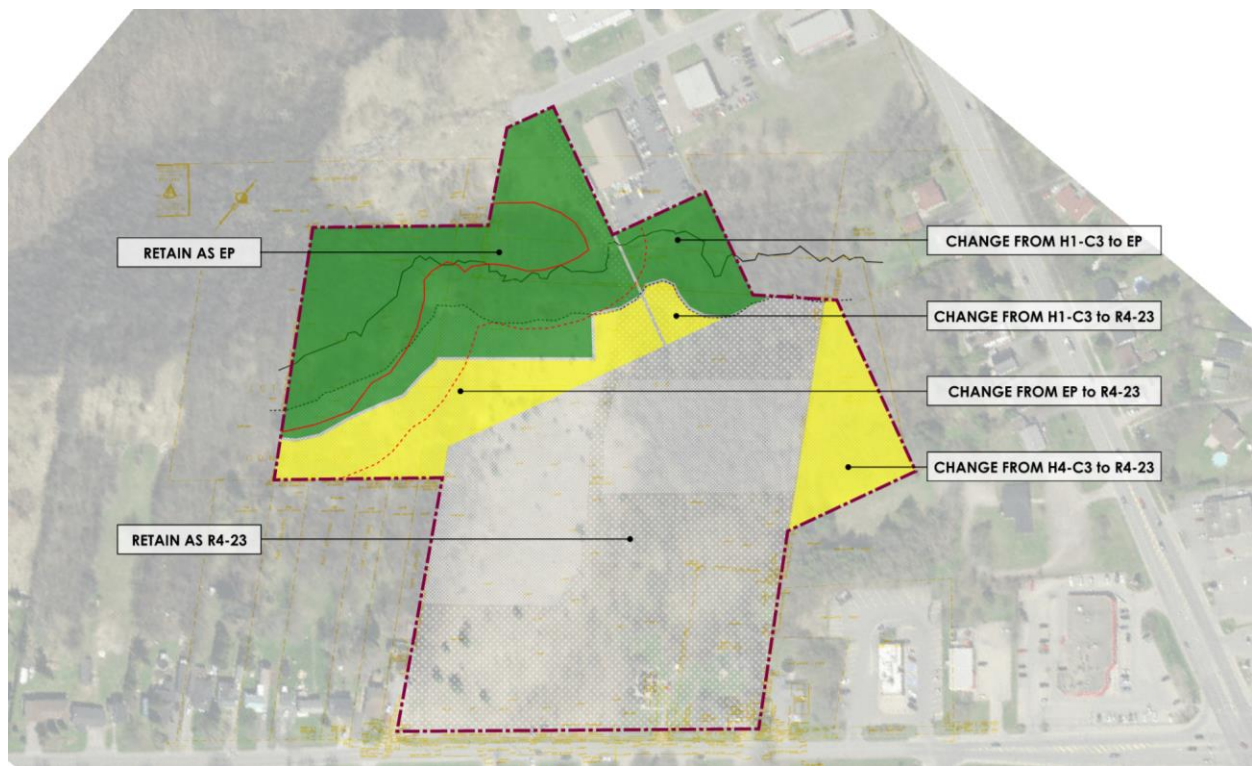 RETAIN AS EP
CHANGE FROM H1-C3 to EP
CHANGE FROM H1-C3 to R4-23
CHANGE FROM EP to R4-23
CHANGE FROM H4-C3 to R4-23
RETAIN AS R4-23